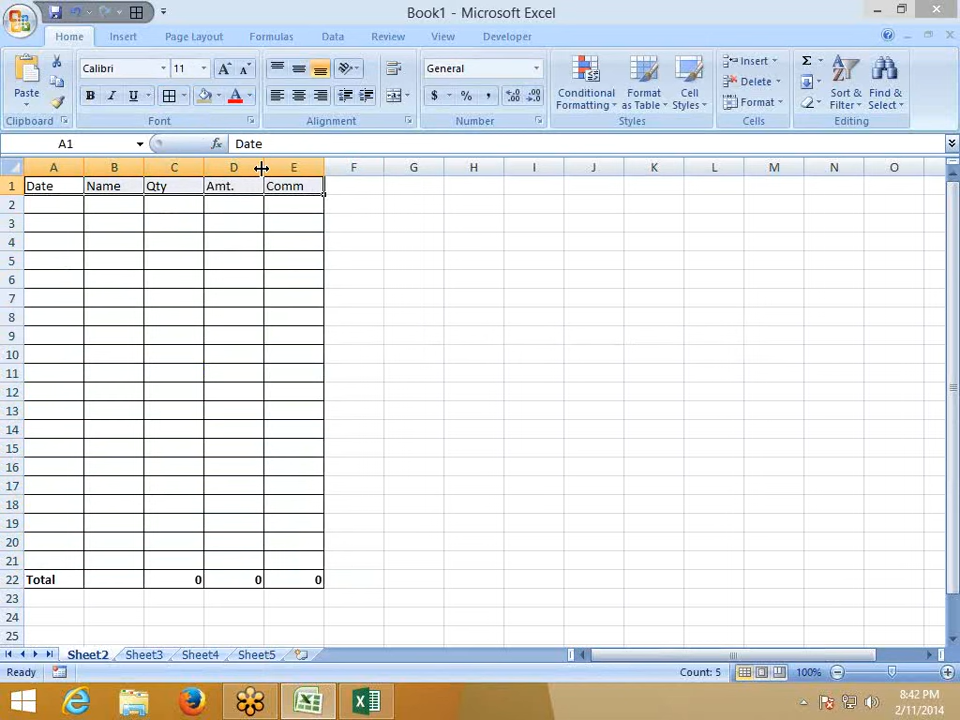 Book1 - Microsoft Excel
Home Insert Page Layout Formulas Data Review View Developer
Paste
Calibri 11
General
Conditional Formatting
Format as Table
Cell Styles
Insert
Delete
Format
Sort & Filter
Find & Select
Clipboard Font Alignment Number Styles Cells Editing
A1 fx Date
A B C D E F G H I J K L M N O
1 Date Name Qty Amt. Comm
2
3
4
5
6
7
8
9
10
11
12
13
14
15
16
17
18
19
20
21
22 Total 0 0 0
23
24
25
Sheet2 Sheet3 Sheet4 Sheet5
Ready Count: 5 100%
8:42 PM
2/11/2014